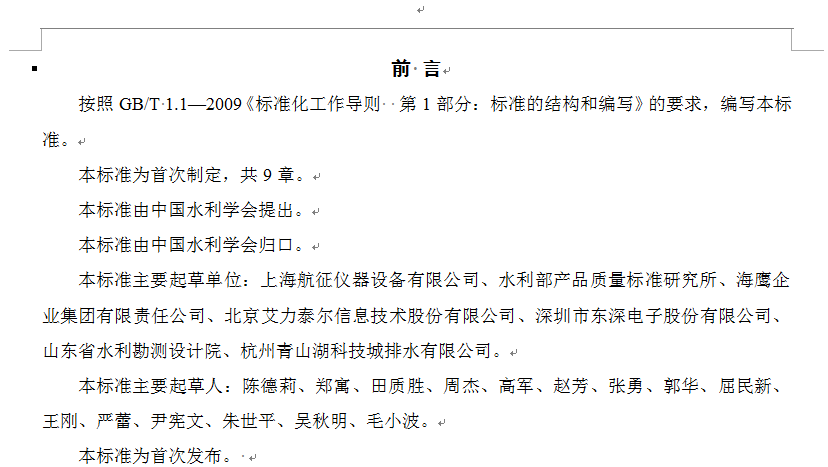 前 言
按照 GB/T 1.1—2009《标准化工作导则  第 1 部分：标准的结构和编写》的要求，编写本标
准。
本标准为首次制定，共 9 章。
本标准由中国水利学会提出。
本标准由中国水利学会归口。
本标准主要起草单位：上海航征仪器设备有限公司、水利部产品质量标准研究所、海鹰企
业集团有限责任公司、北京艾力泰尔信息技术股份有限公司、深圳市东深电子股份有限公司、
山东省水利勘测设计院、杭州青山湖科技城排水有限公司。
本标准主要起草人：陈德莉、郑寓、田质胜、周杰、高军、赵芳、张勇、郭华、屈民新、
王刚、严蕾、尹宪文、朱世平、吴秋明、毛小波。
本标准为首次发布。